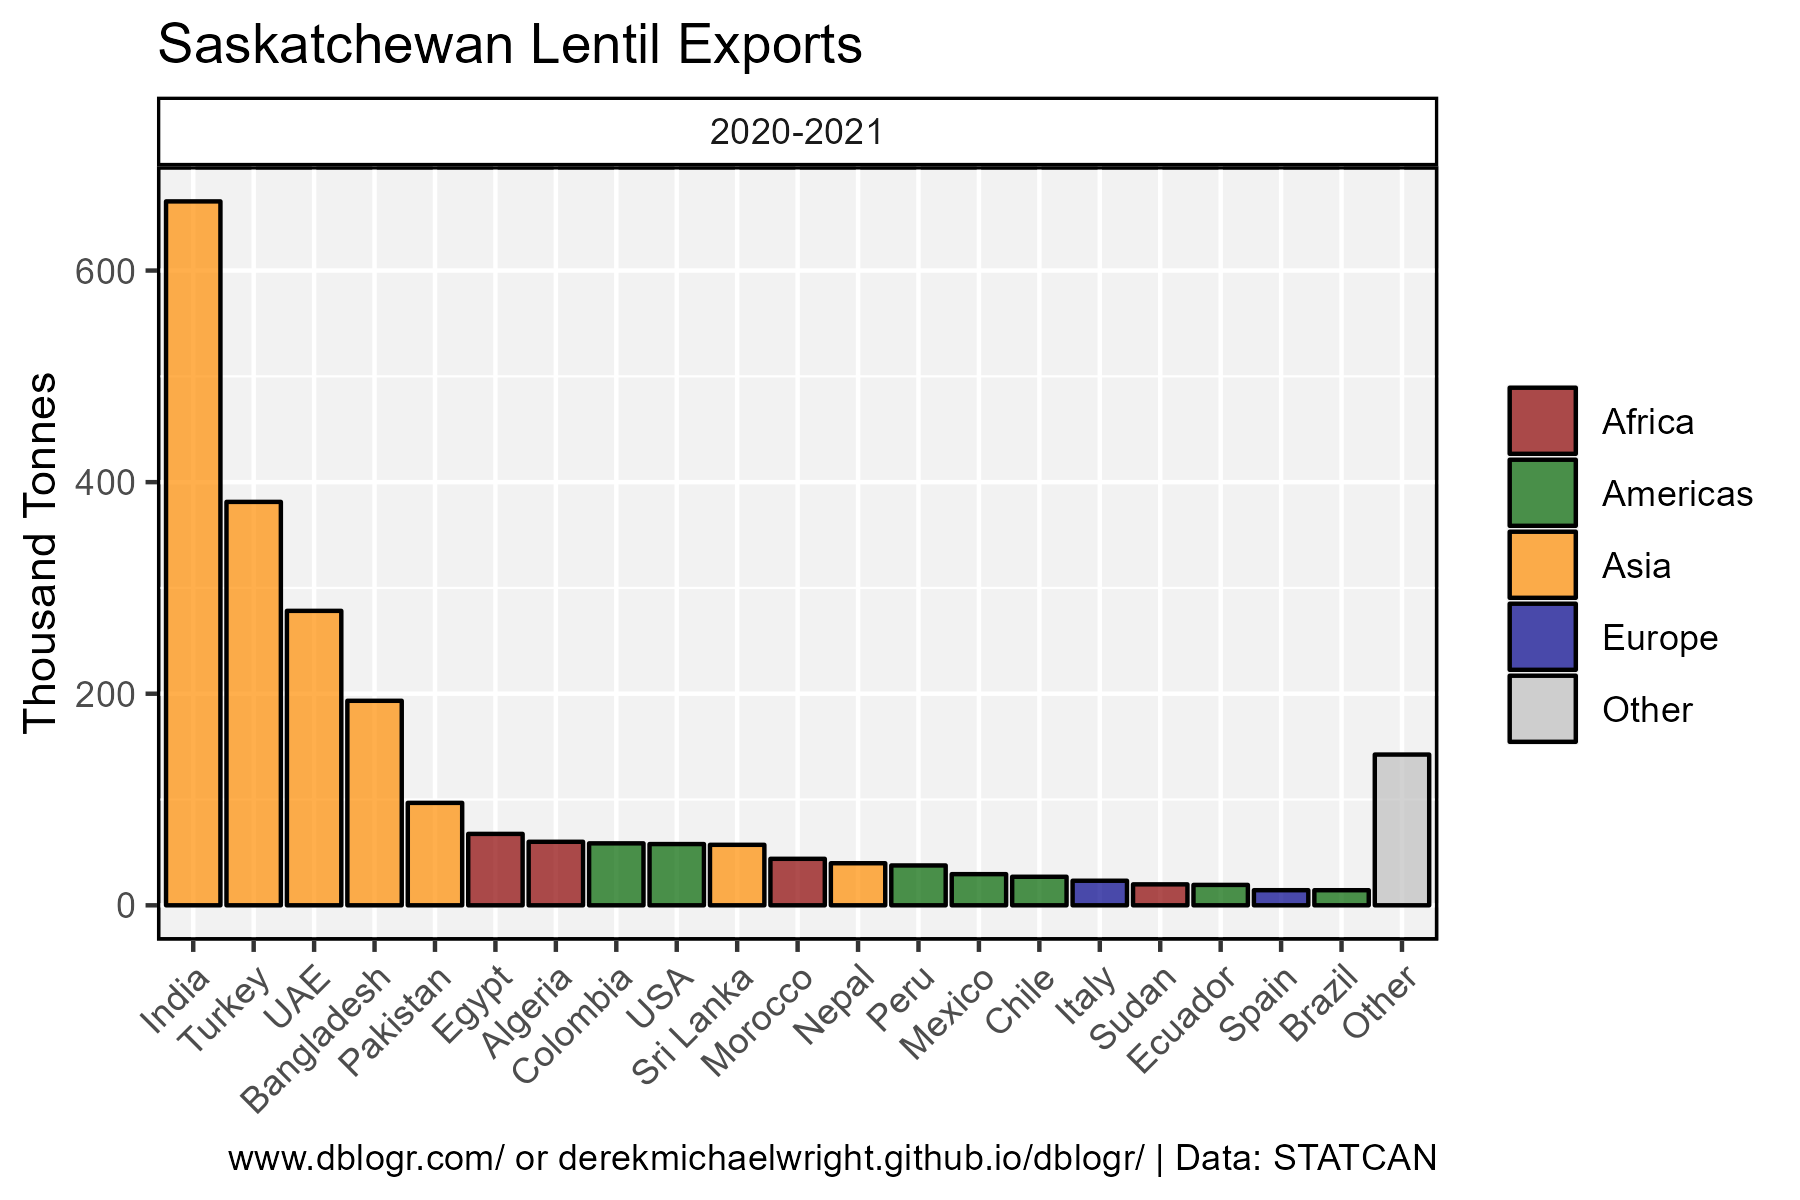 Saskatchewan Lentil Exports
2020-2021
Thousand Tonnes
600
400
200
0
India
Turkey
UAE
Bangladesh
Pakistan
Egypt
Algeria
Colombia
USA
Sri Lanka
Morocco
Nepal
Peru
Mexico
Chile
Italy
Sudan
Ecuador
Spain
Brazil
Other
Africa
Americas
Asia
Europe
Other
www.dblogr.com/ or derekmichaelwright.github.io/dblogr/ | Data: STATCAN